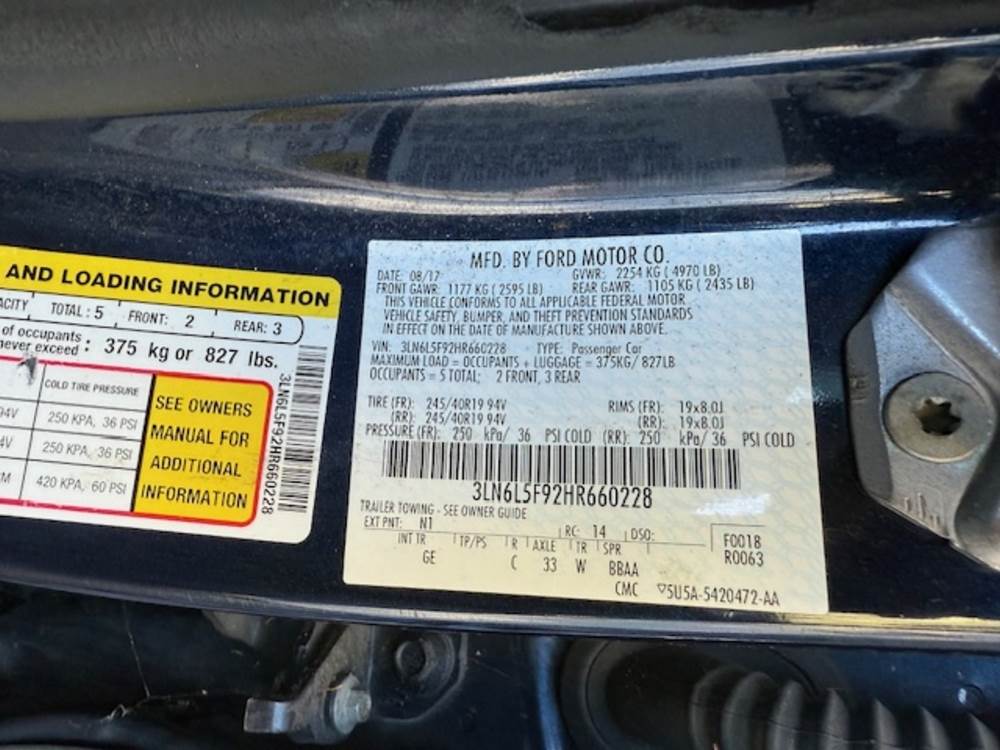 AND LOADING INFORMATION
TOTAL : 5 FRONT: 2 REAR: 3
of occupants
never exceed : 375 kg or 827 lbs.
COLD TIRE PRESSURE
94V 250 KPA, 36 PSI
250 KPA, 36 PSI
420 KPA, 60 PSI
SEE OWNERS
MANUAL FOR
ADDITIONAL
INFORMATION
3LN6L5F92HR660228
MFD. BY FORD MOTOR CO.
DATE: 08/17 GVWR: 2254 KG ( 4970 LB)
FRONT GAWR: 1177 KG ( 2595 LB) REAR GAWR: 1105 KG ( 2435 LB)
THIS VEHICLE CONFORMS TO ALL APPLICABLE FEDERAL MOTOR
VEHICLE SAFETY, BUMPER, AND THEFT PREVENTION STANDARDS
IN EFFECT ON THE DATE OF MANUFACTURE SHOWN ABOVE.
VIN: 3LN6L5F92HR660228 TYPE: Passenger Car
MAXIMUM LOAD = OCCUPANTS + LUGGAGE = 375KG/ 827LB
OCCUPANTS = 5 TOTAL; 2 FRONT, 3 REAR
TIRE (FR): 245/40R19 94V RIMS (FR): 19x8.0J
(RR): 245/40R19 94V (RR): 19x8.0J
PRESSURE (FR): 250 kPa/ 36 PSI COLD (RR): 250 kPa/ 36 PSI COLD
3LN6L5F92HR660228
TRAILER TOWING - SEE OWNER GUIDE
EXT PNT: N1 RC: 14 DSO: F0018
INT TR TP/PS R AXLE TR SPR R0063
GE C 33 W BBAA
CMC ▽5U5A-5420472-AA